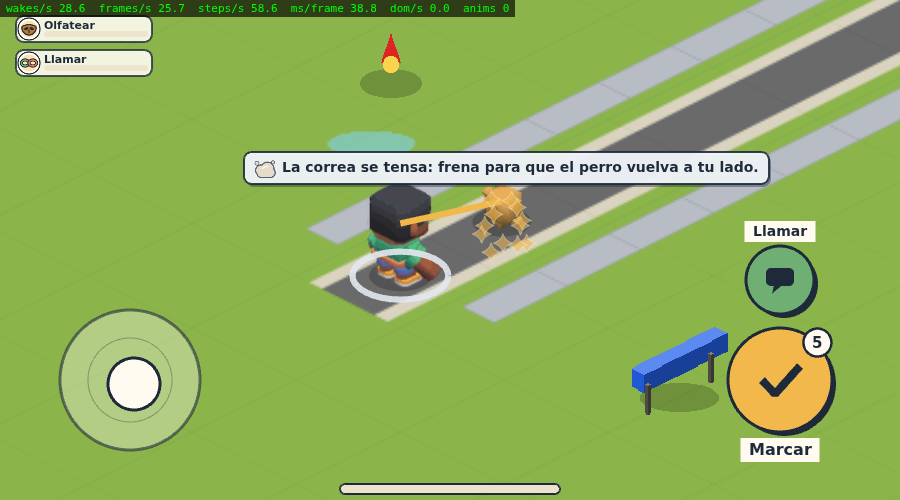 wakes/s 28.6 frames/s 25.7 steps/s 58.6 ms/frame 38.8 dom/s 0.0 anims 0
Olfatear
Llamar
La correa se tensa: frena para que el perro vuelva a tu lado.
Llamar
5
Marcar